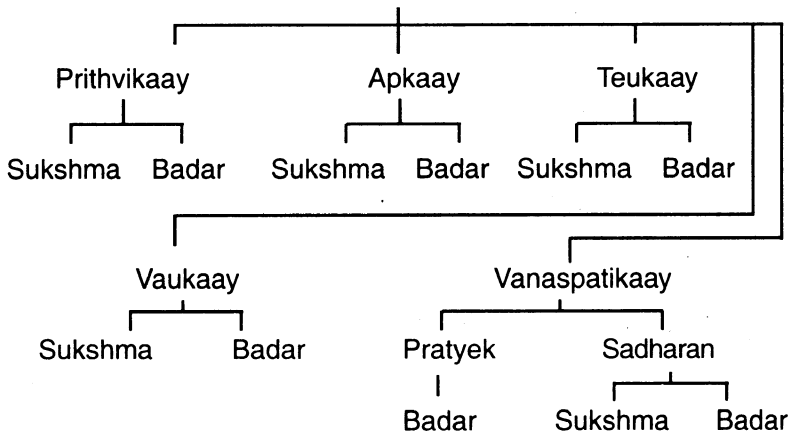 Prithvikaay Apkaay Teukaay
Sukshma Badar Sukshma Badar Sukshma Badar
Vaukaay Vanaspatikaay
Sukshma Badar Pratyek Sadharan
Badar Sukshma Badar